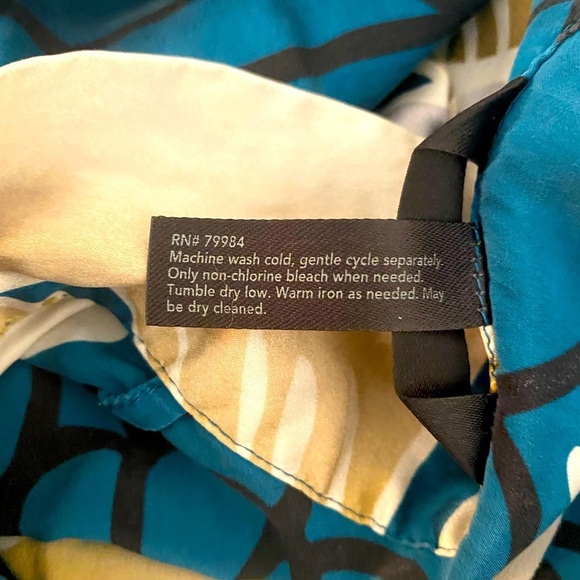 RN# 79984
Machine wash cold, gentle cycle separately.
Only non-chlorine bleach when needed.
Tumble dry low. Warm iron as needed. May
be dry cleaned.